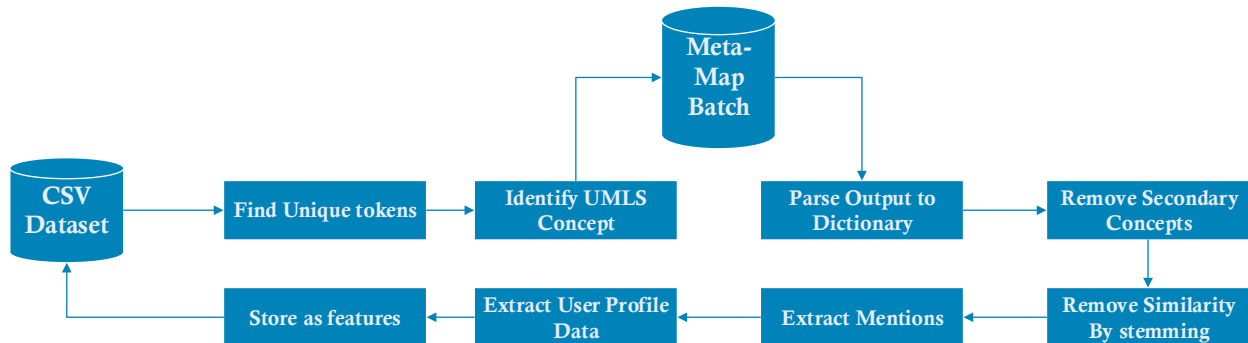 Meta-
Map
Batch
CSV
Dataset
Find Unique tokens
Identify UMLS
Concept
Parse Output to
Dictionary
Remove Secondary
Concepts
Store as features
Extract User Profile
Data
Extract Mentions
Remove Similarity
By stemming